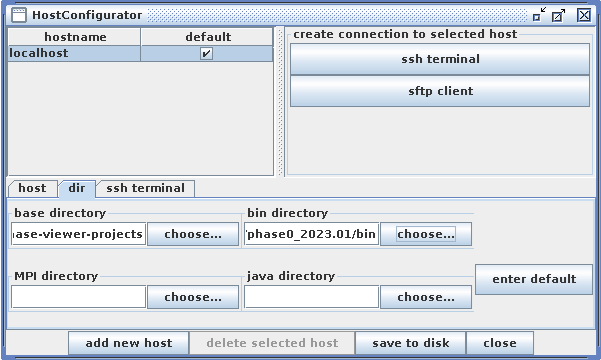 HostConfigurator
hostname default
localhost
create connection to selected host
ssh terminal
sftp client
host dir ssh terminal
base directory bin directory
ase-viewer-projects choose... phase0_2023.01/bin choose...
MPI directory java directory
enter default
choose... choose...
add new host delete selected host save to disk close